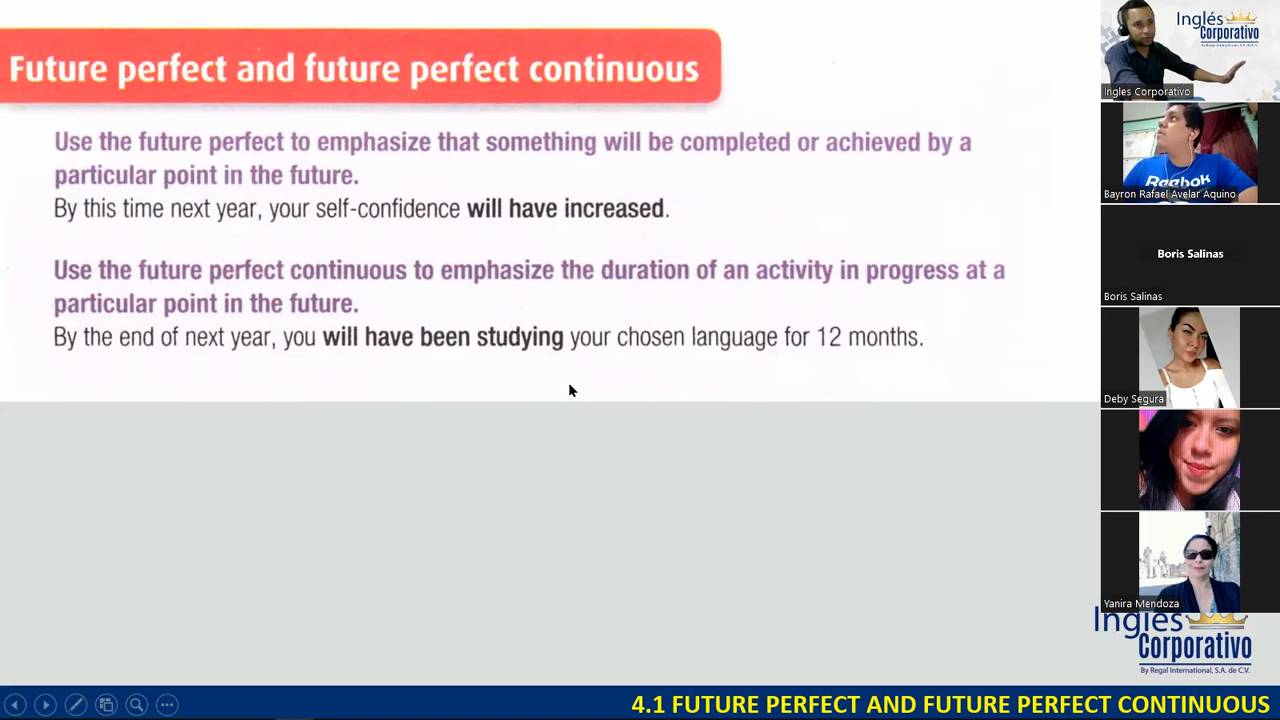 Future perfect and future perfect continuous
Use the future perfect to emphasize that something will be completed or achieved by a
particular point in the future.
By this time next year, your self-confidence will have increased.
Use the future perfect continuous to emphasize the duration of an activity in progress at a
particular point in the future.
By the end of next year, you will have been studying your chosen language for 12 months.
Inglés
Corporativo
By Regal International, S.A. de C.V.
Ingles Corporativo
Reebok
Bayron Rafael Avelar Aquino
Boris Salinas
Boris Salinas
Deby Segura
Yanira Mendoza
Inglés
Corporativo
By Regal International, S.A. de C.V.
4.1 FUTURE PERFECT AND FUTURE PERFECT CONTINUOUS